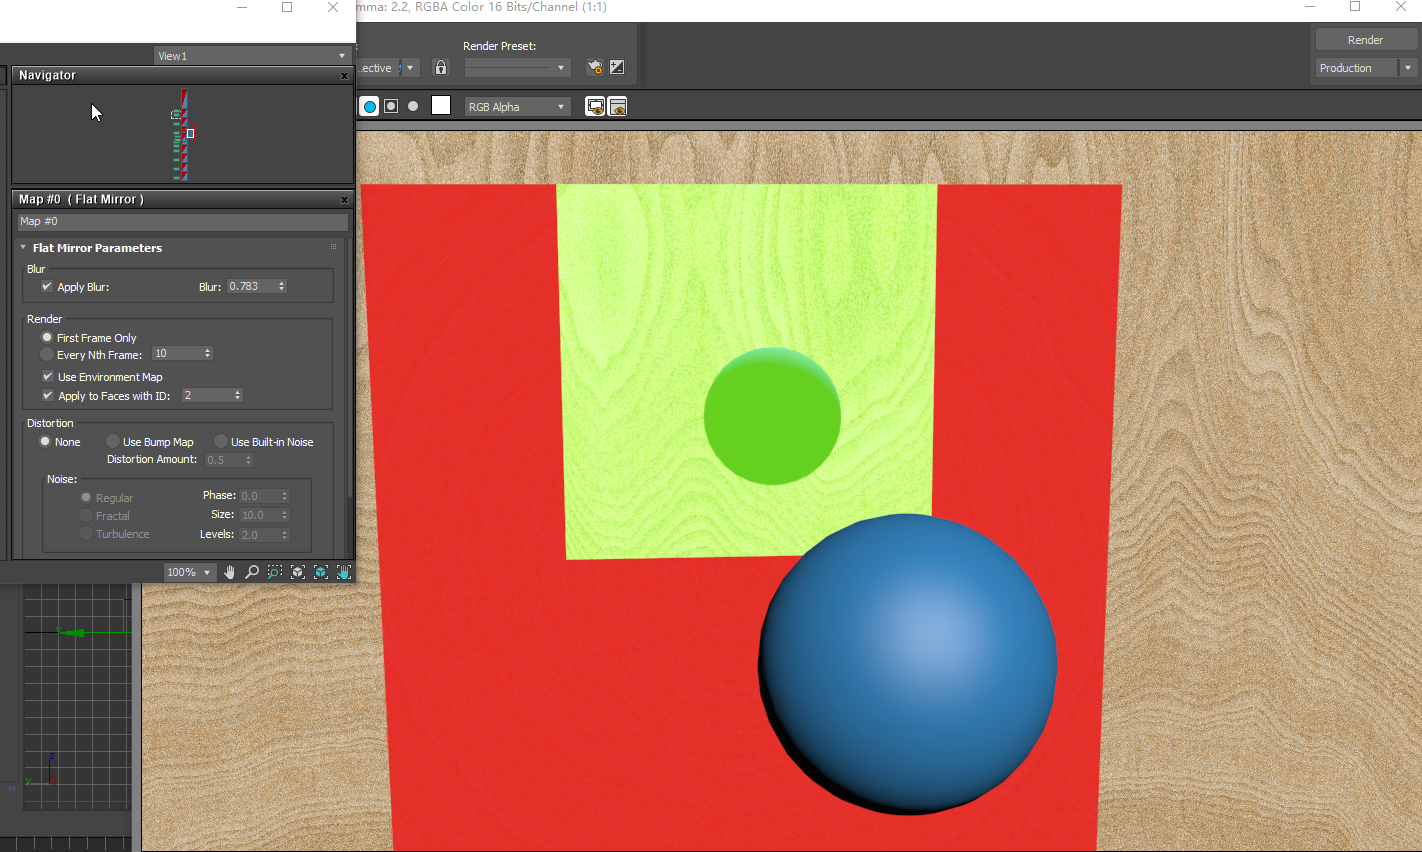 mma: 2.2, RGBA Color 16 Bits/Channel (1:1)
View1
Navigator
Map #0 ( Flat Mirror )
Map #0
Flat Mirror Parameters
Blur
Apply Blur:
Blur: 0.783
Render
First Frame Only
Every Nth Frame: 10
Use Environment Map
Apply to Faces with ID: 2
Distortion
None
Use Bump Map
Use Built-in Noise
Distortion Amount: 0.5
Noise:
Regular
Phase: 0.0
Fractal
Size: 10.0
Turbulence
Levels: 2.0
100%
Render Preset:
ective
RGB Alpha
Render
Production
z
y